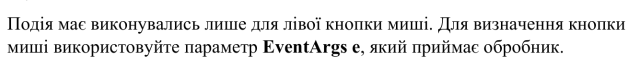 Подія має виконувались лише для лівої кнопки миші. Для визначення кнопки
миші використовуйте параметр EventArgs e, який приймає обробник.